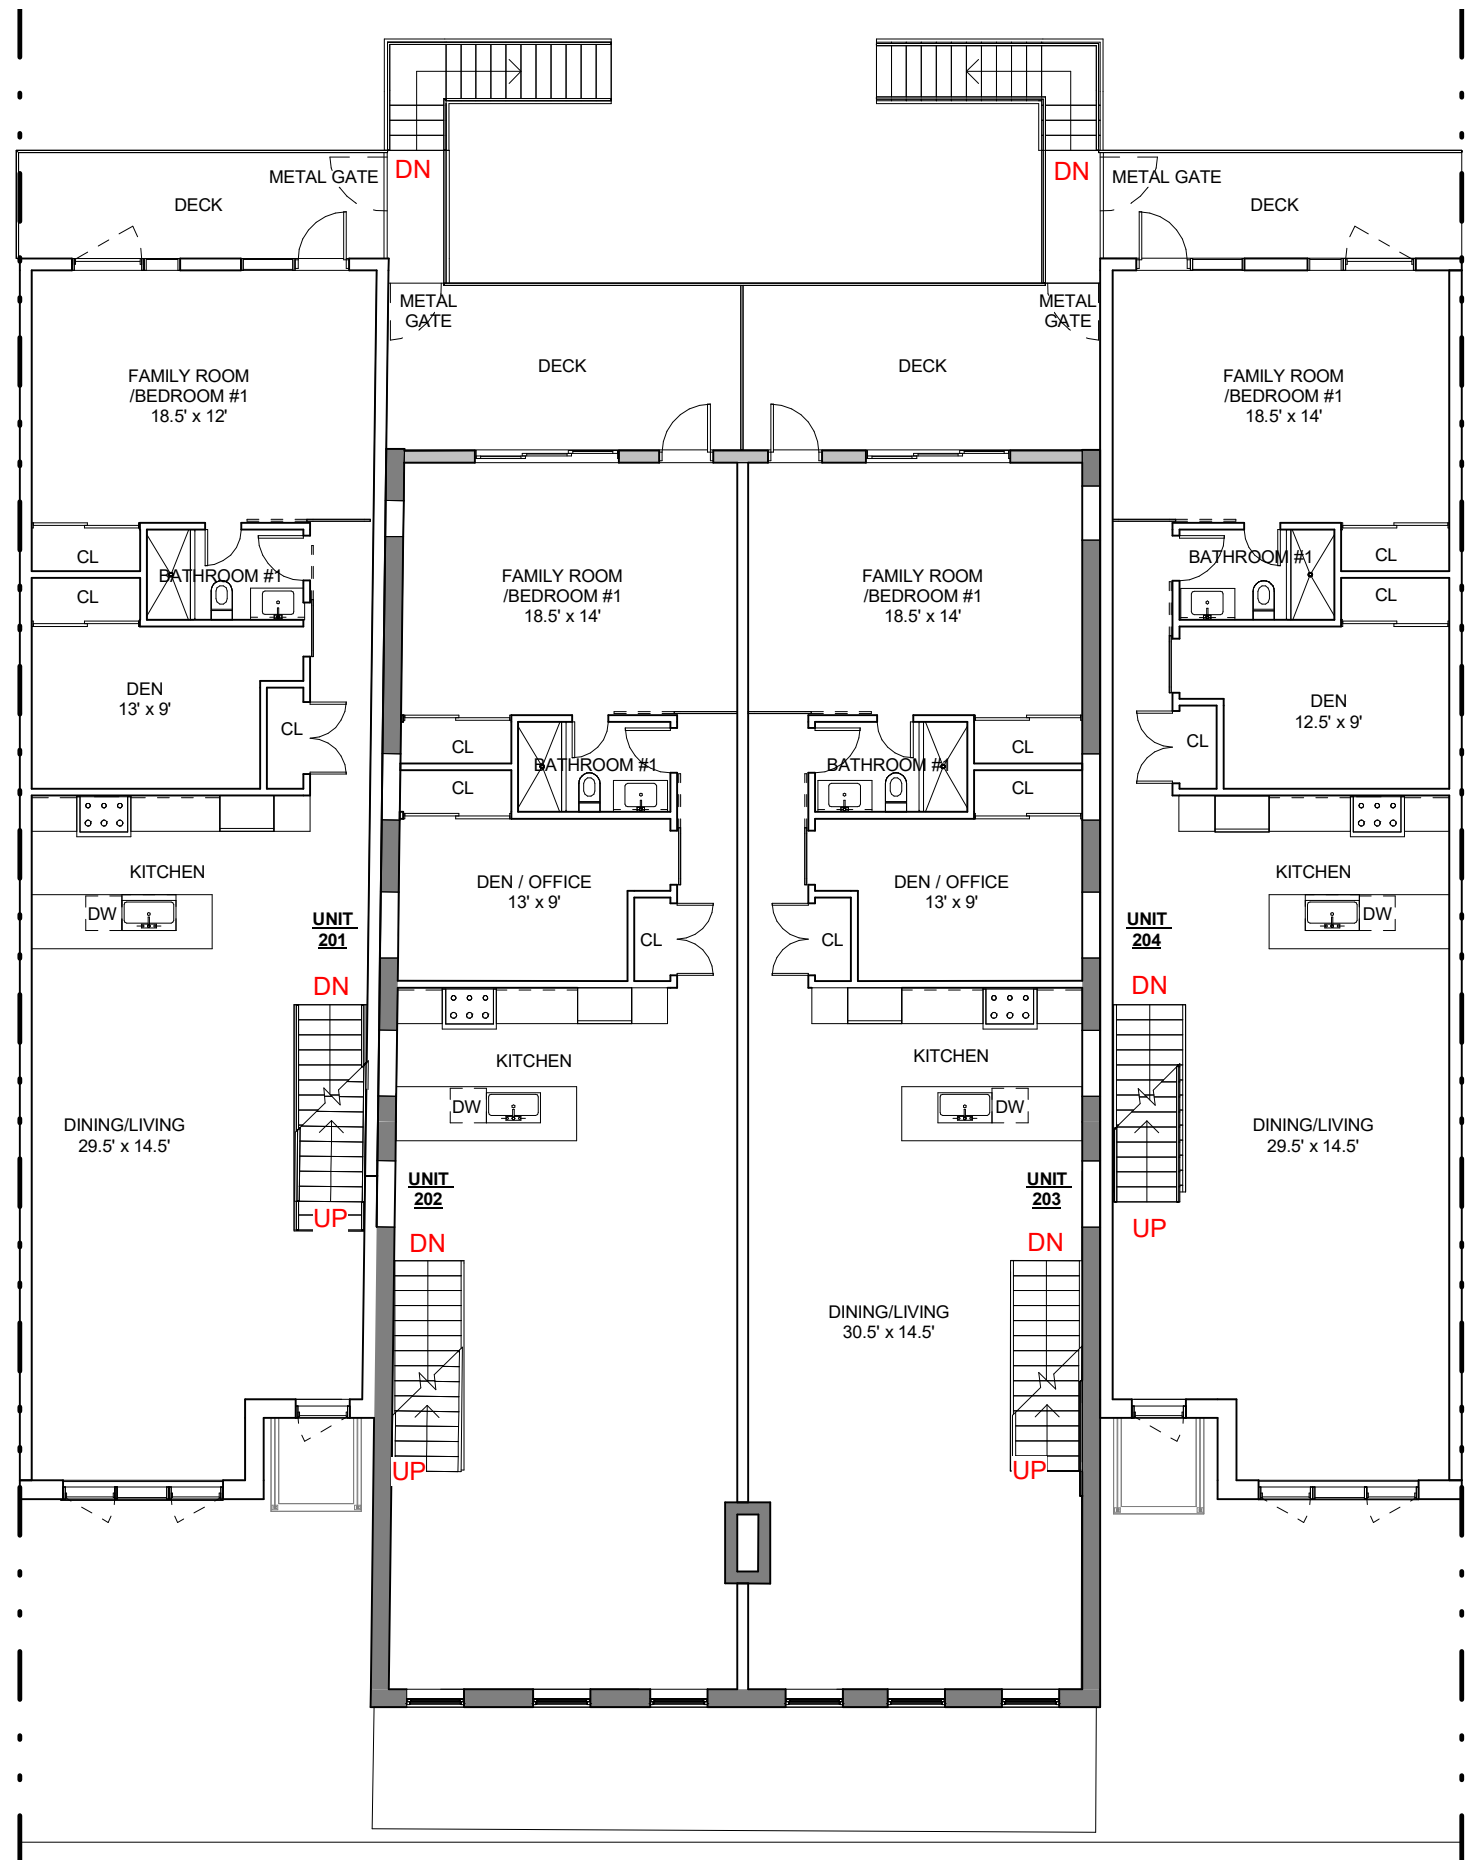 DN
DN
METAL GATE
METAL GATE
DECK
DECK
METAL
GATE
METAL
GATE
DECK
DECK
FAMILY ROOM
/BEDROOM #1
18.5' x 12'
FAMILY ROOM
/BEDROOM #1
18.5' x 14'
CL
BATHROOM #1
CL
BATHROOM #1
CL
CL
FAMILY ROOM
/BEDROOM #1
18.5' x 14'
FAMILY ROOM
/BEDROOM #1
18.5' x 14'
DEN
13' x 9'
CL
DEN
12.5' x 9'
CL
CL
BATHROOM #1
CL
BATHROOM #1
CL
CL
KITCHEN
DW
UNIT
201
DN
DEN / OFFICE
13' x 9'
CL
DEN / OFFICE
13' x 9'
CL
KITCHEN
DW
UNIT
204
DN
KITCHEN
DW
KITCHEN
DW
DINING/LIVING
29.5' x 14.5'
DINING/LIVING
29.5' x 14.5'
UP
UNIT
202
DN
UNIT
203
DN
UP
DINING/LIVING
30.5' x 14.5'
UP
UP